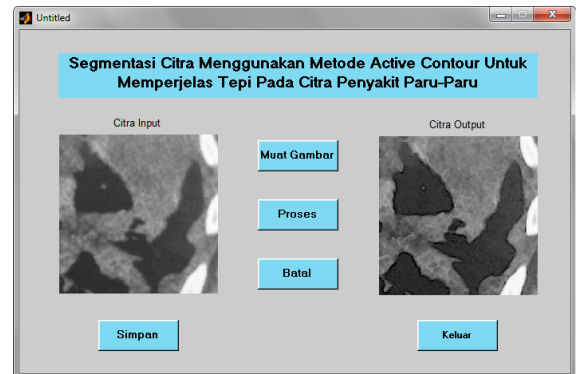 Untitled
Segmentasi Citra Menggunakan Metode Active Contour Untuk
Memperjelas Tepi Pada Citra Penyakit Paru-Paru
Citra Input
Citra Output
Muat Gambar
Proses
Batal
Simpan
Keluar